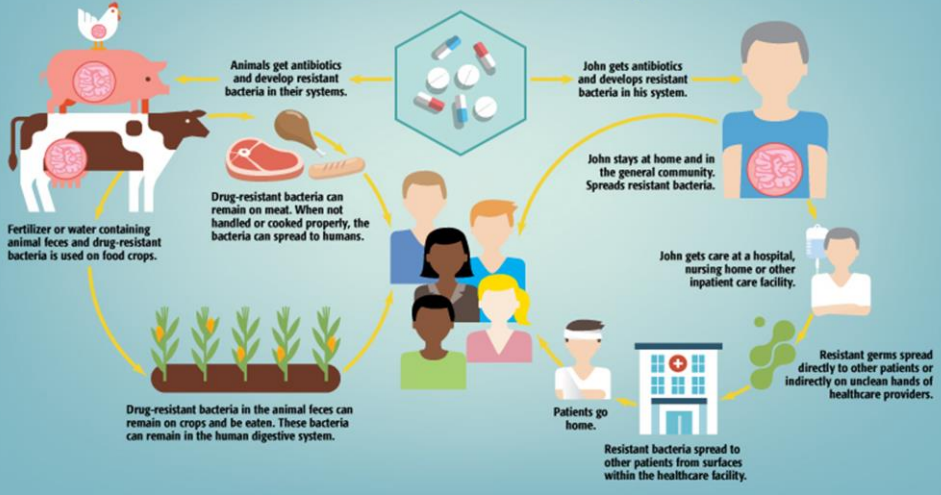 Animals get antibiotics
and develop resistant
bacteria in their systems.
John gets antibiotics
and develops resistant
bacteria in his system.
Drug-resistant bacteria can
remain on meat. When not
handled or cooked properly, the
bacteria can spread to humans.
John stays at home and in
the general community.
Spreads resistant bacteria.
Fertilizer or water containing
animal feces and drug-resistant
bacteria is used on food crops.
John gets care at a hospital,
nursing home or other
inpatient care facility.
Drug-resistant bacteria in the animal feces can
remain on crops and be eaten. These bacteria
can remain in the human digestive system.
Resistant germs spread
directly to other patients or
indirectly on unclean hands of
healthcare providers.
Patients go
home.
Resistant bacteria spread to
other patients from surfaces
within the healthcare facility.